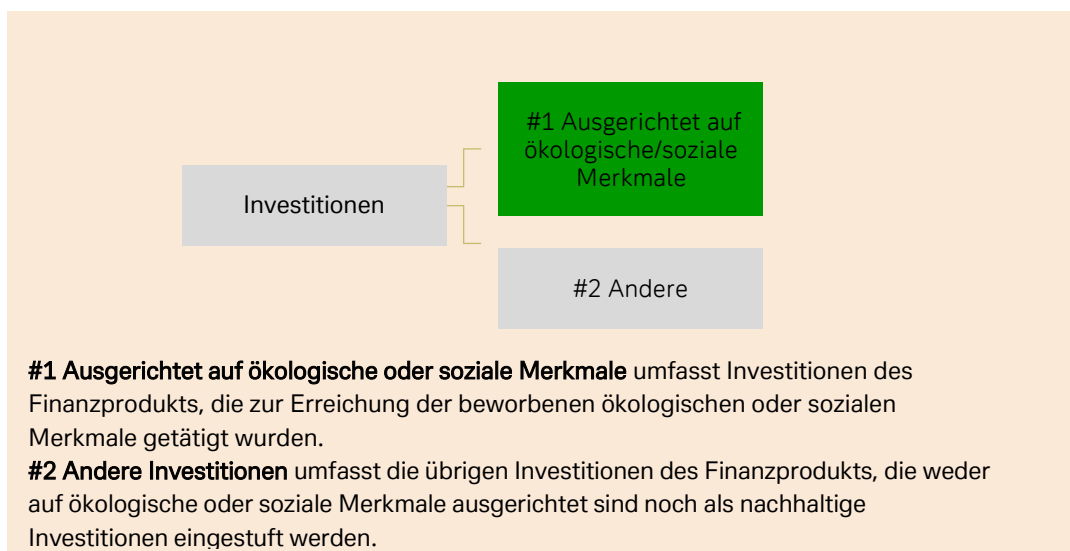 #1 Ausgerichtet auf
ökologische/soziale
Merkmale
Investitionen
#2 Andere
#1 Ausgerichtet auf ökologische oder soziale Merkmale umfasst Investitionen des
Finanzprodukts, die zur Erreichung der beworbenen ökologischen oder sozialen
Merkmale getätigt wurden.
#2 Andere Investitionen umfasst die übrigen Investitionen des Finanzprodukts, die weder
auf ökologische oder soziale Merkmale ausgerichtet sind noch als nachhaltige
Investitionen eingestuft werden.